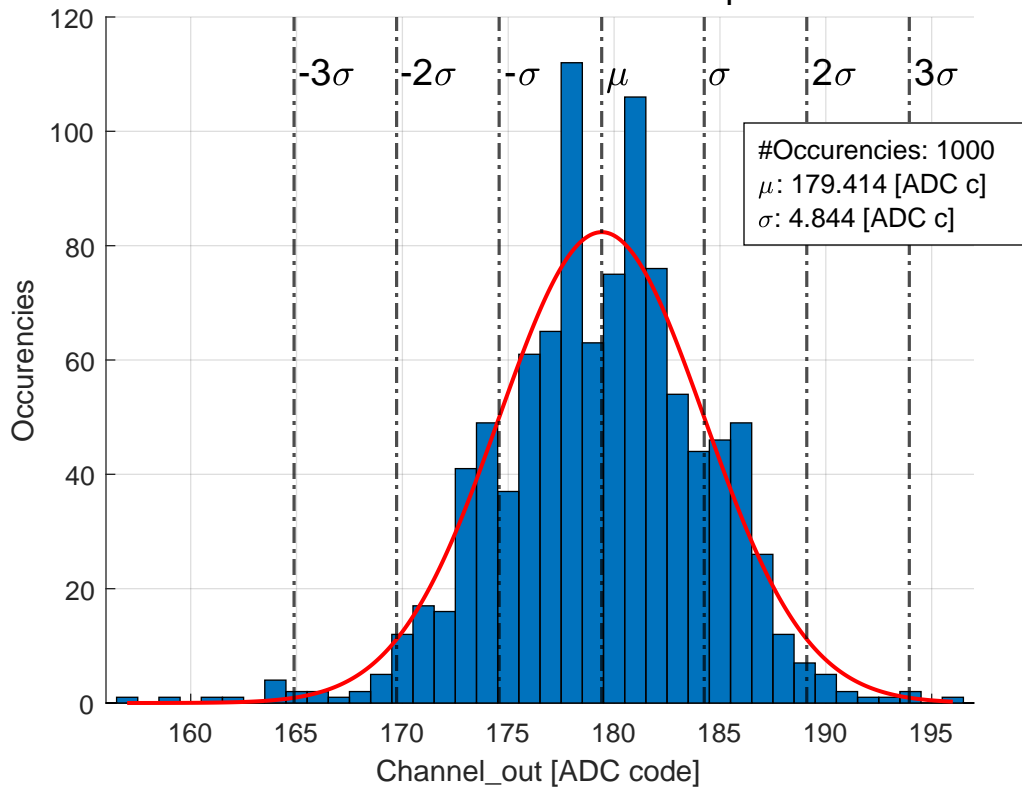 120
100
80
60
40
20
0
Occurencies
-3σ
-2σ
-σ
μ
σ
2σ
3σ
#Occurencies: 1000
μ: 179.414 [ADC c]
σ: 4.844 [ADC c]
160
165
170
175
180
185
190
195
Channel_out [ADC code]